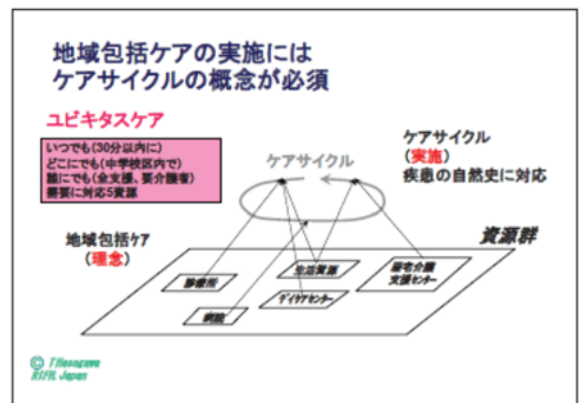 地域包括ケアの実施には
ケアサイクルの概念が必須
ユビキタスケア
いつでも(30分以内に)
どこにでも(中学校区内で)
誰にでも(全支援、要介護者)
需要に対応5資源
ケアサイクル
(実施)
疾患の自然史に対応
ケアサイクル
地域包括ケア
(理念)
資源群
診療所
生活資源
介護
支援センター
デイケアセンター
病院
© THasegawa
RIFH, Japan